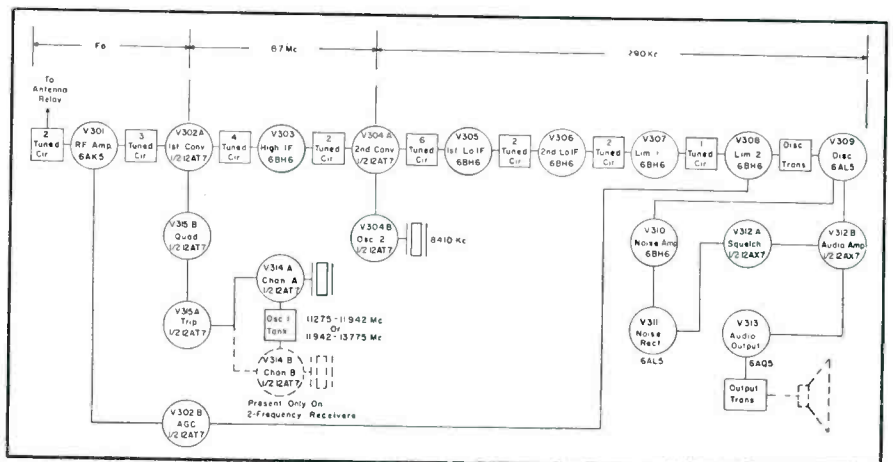 Fo
8.7 Mc
290 Kc
To
Antenna
Relay
2
Tuned
Cir
V301
RF Amp
6AK5
3
Tuned
Cir
V302A
1st Conv
1/2 12AT7
4
Tuned
Cir
V303
High IF
6BH6
2
Tuned
Cir
V304 A
2nd Conv
1/2 12AT7
6
Tuned
Cir
V305
1st Lo IF
6BH6
2
Tuned
Cir
V306
2nd Lo IF
6BH6
2
Tuned
Cir
V307
Lim 1
6BH6
1
Tuned
Cir
V308
Lim 2
6BH6
Disc
Trans
V309
Disc
6AL5
V315 B
Quad
1/2 12AT7
V304 B
Osc 2
1/2 12AT7
8410 Kc
V310
Noise Amp
6BH6
V312 A
Squelch
1/2 12AX7
V312 B
Audio Amp
1/2 12AX7
V314 A
Chan A
1/2 12AT7
V315A
Trip
1/2 12AT7
Osc 1
Tank
11275-11942 Mc
Or
11942-13775 Mc
V311
Noise
Rect
6AL5
V313
Audio
Output
6AQ5
V314 B
Chan B
1/2 12AT7
Present Only On
2-Frequency Receivers
Output
Trans
V302 B
AGC
1/2 12AT7